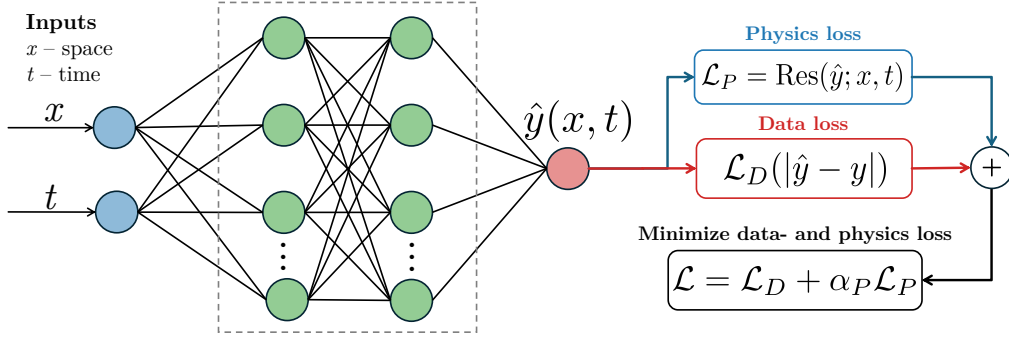 Inputs
x – space
t – time
x
t
ŷ(x, t)
Physics loss
ℒ_P = Res(ŷ; x, t)
Data loss
ℒ_D(|ŷ − y|)
+
Minimize data- and physics loss
ℒ = ℒ_D + α_P ℒ_P